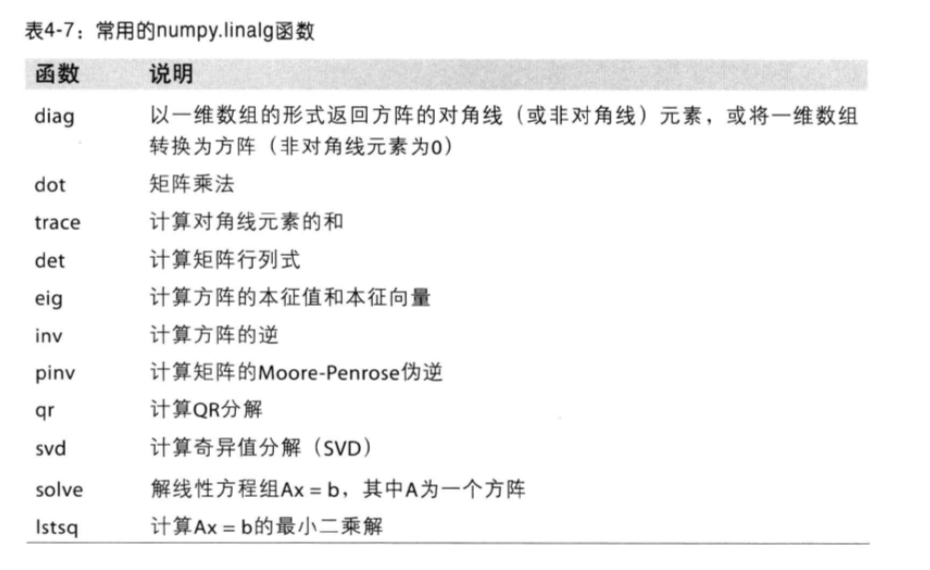 表4-7：常用的numpy.linalg函数
函数 说明
diag 以一维数组的形式返回方阵的对角线（或非对角线）元素，或将一维数组
转换为方阵（非对角线元素为0）
dot 矩阵乘法
trace 计算对角线元素的和
det 计算矩阵行列式
eig 计算方阵的本征值和本征向量
inv 计算方阵的逆
pinv 计算矩阵的Moore-Penrose伪逆
qr 计算QR分解
svd 计算奇异值分解（SVD）
solve 解线性方程组Ax = b，其中A为一个方阵
lstsq 计算Ax = b的最小二乘解